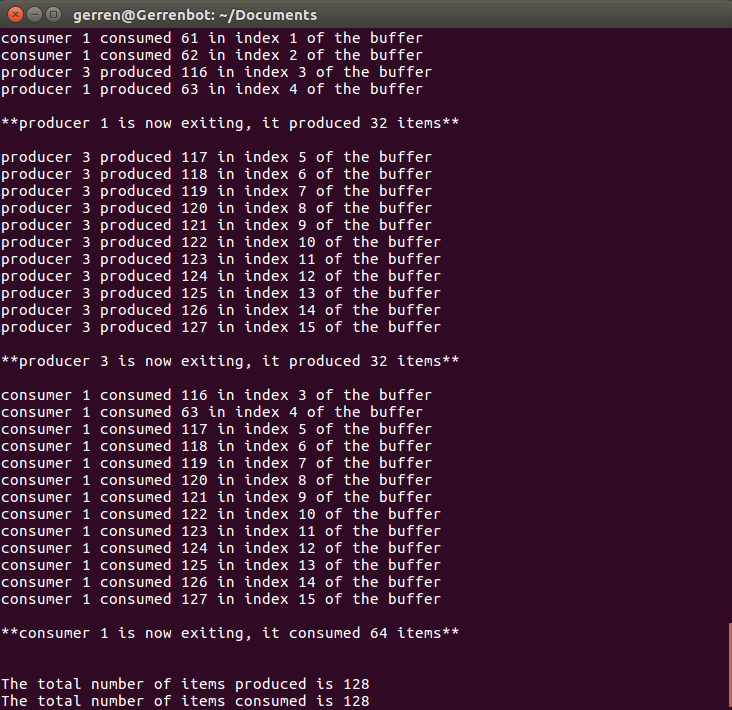 gerren@Gerrenbot: ~/Documents
consumer 1 consumed 61 in index 1 of the buffer
consumer 1 consumed 62 in index 2 of the buffer
producer 3 produced 116 in index 3 of the buffer
producer 1 produced 63 in index 4 of the buffer
**producer 1 is now exiting, it produced 32 items**
producer 3 produced 117 in index 5 of the buffer
producer 3 produced 118 in index 6 of the buffer
producer 3 produced 119 in index 7 of the buffer
producer 3 produced 120 in index 8 of the buffer
producer 3 produced 121 in index 9 of the buffer
producer 3 produced 122 in index 10 of the buffer
producer 3 produced 123 in index 11 of the buffer
producer 3 produced 124 in index 12 of the buffer
producer 3 produced 125 in index 13 of the buffer
producer 3 produced 126 in index 14 of the buffer
producer 3 produced 127 in index 15 of the buffer
**producer 3 is now exiting, it produced 32 items**
consumer 1 consumed 116 in index 3 of the buffer
consumer 1 consumed 63 in index 4 of the buffer
consumer 1 consumed 117 in index 5 of the buffer
consumer 1 consumed 118 in index 6 of the buffer
consumer 1 consumed 119 in index 7 of the buffer
consumer 1 consumed 120 in index 8 of the buffer
consumer 1 consumed 121 in index 9 of the buffer
consumer 1 consumed 122 in index 10 of the buffer
consumer 1 consumed 123 in index 11 of the buffer
consumer 1 consumed 124 in index 12 of the buffer
consumer 1 consumed 125 in index 13 of the buffer
consumer 1 consumed 126 in index 14 of the buffer
consumer 1 consumed 127 in index 15 of the buffer
**consumer 1 is now exiting, it consumed 64 items**
The total number of items produced is 128
The total number of items consumed is 128